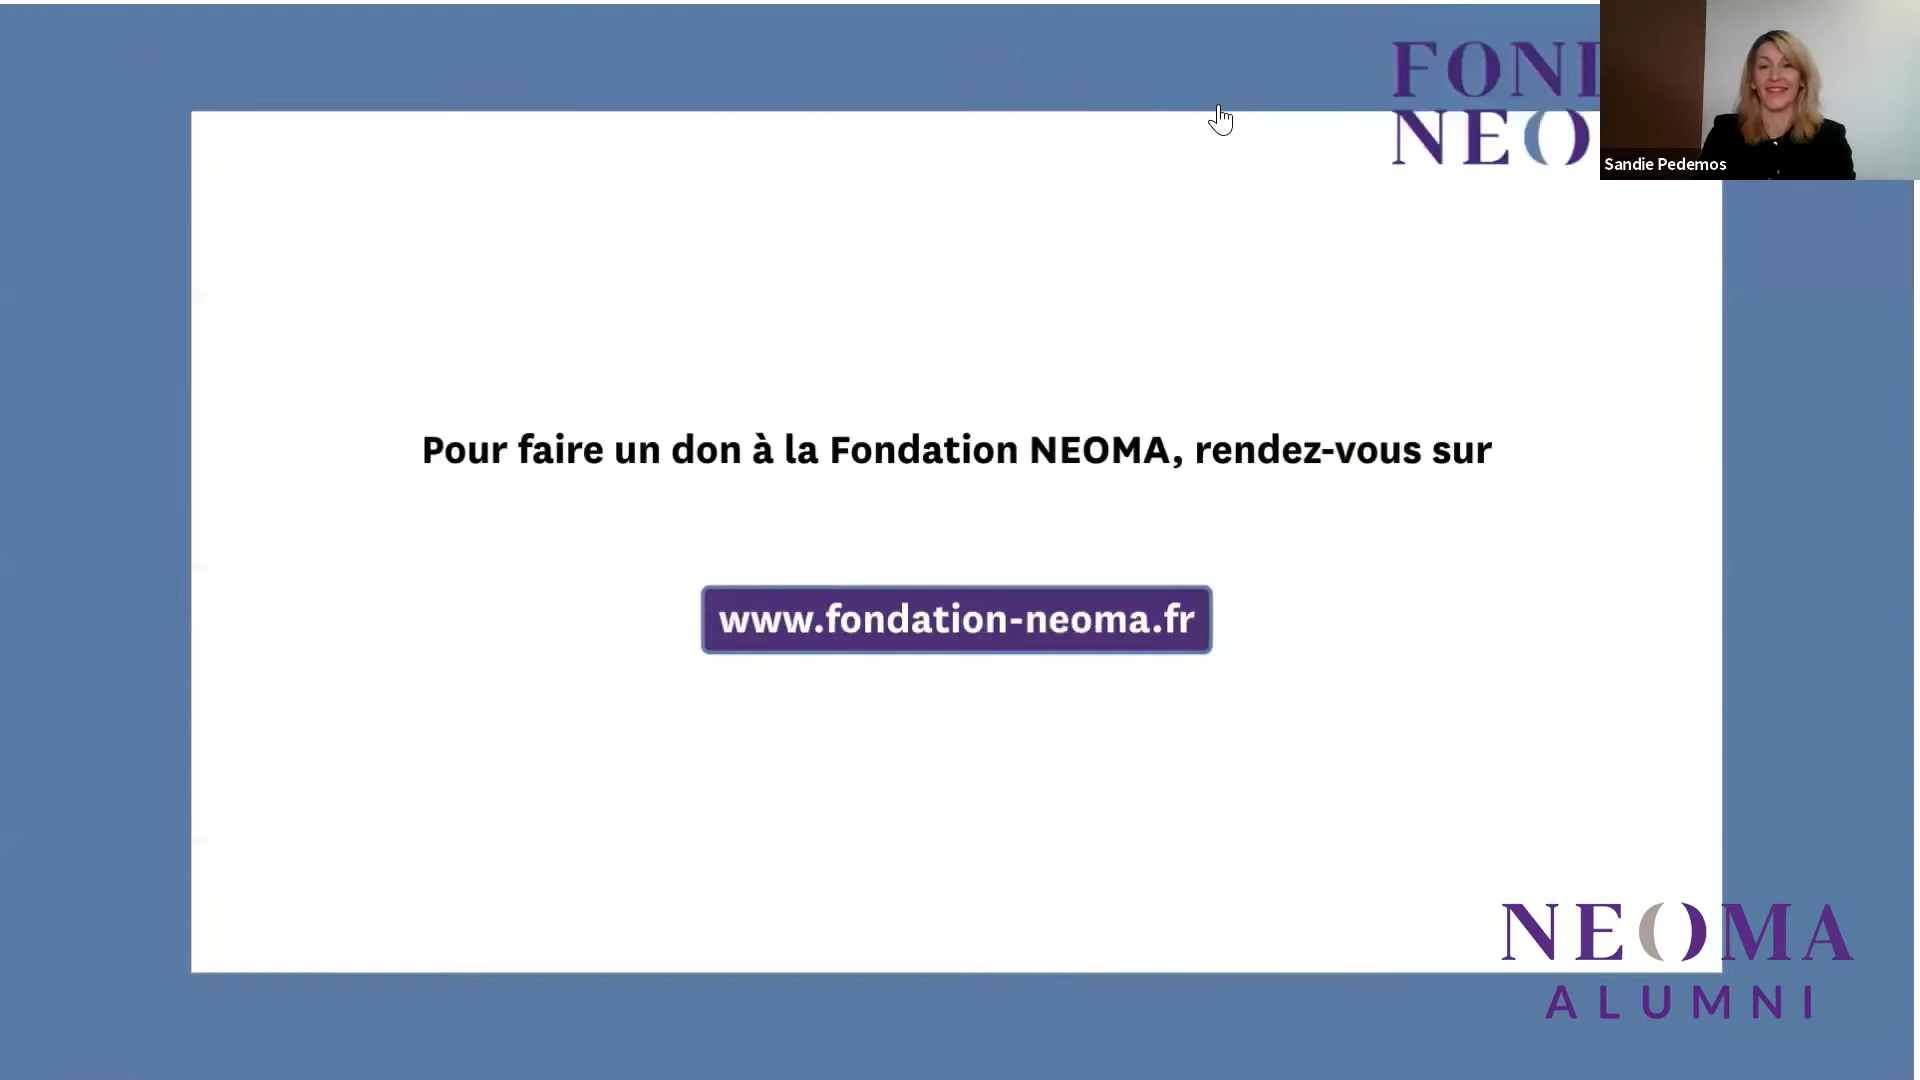 FOND
NEO
Sandie Pedemos
Pour faire un don à la Fondation NEOMA, rendez-vous sur
www.fondation-neoma.fr
NEOMA
ALUMNI